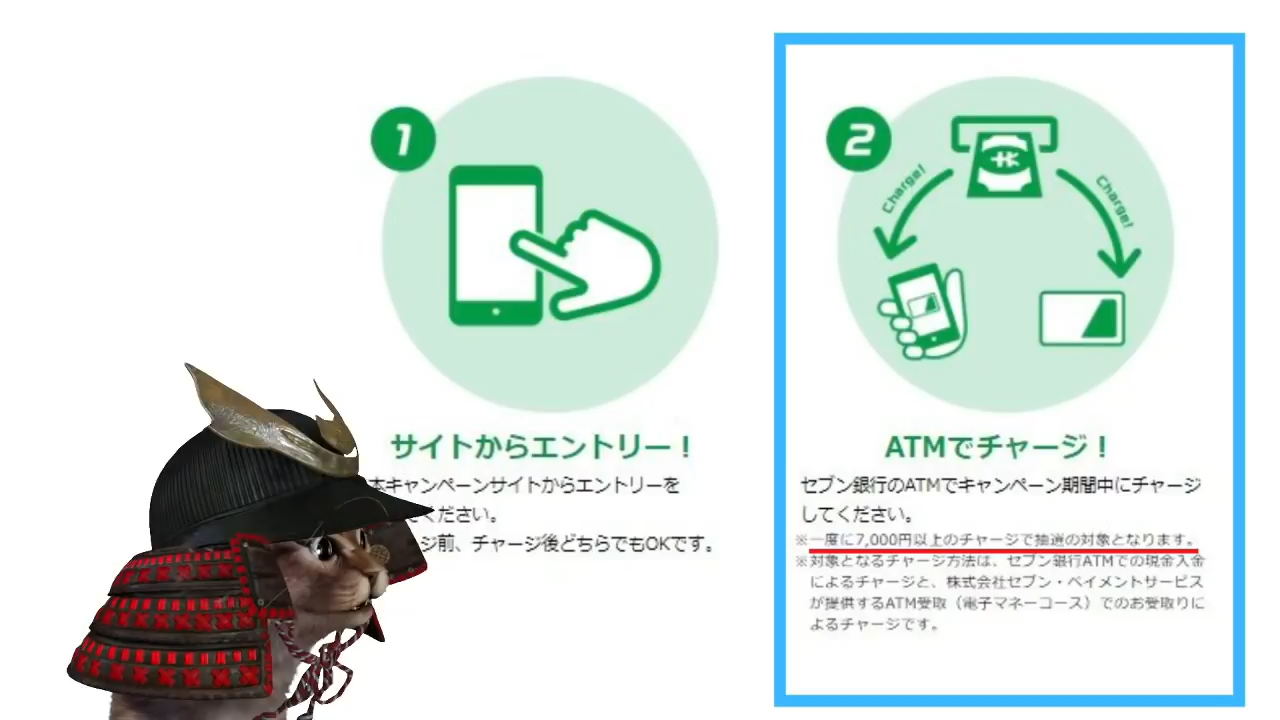 1
サイトからエントリー！
本キャンペーンサイトからエントリーを
ください。
ジ前、チャージ後どちらでもOKです。
2
Charge!
Charge!
ATMでチャージ！
セブン銀行のATMでキャンペーン期間中にチャージ
してください。
※一度に7,000円以上のチャージで抽選の対象となります。
※対象となるチャージ方法は、セブン銀行ATMでの現金入金
によるチャージと、株式会社セブン・ペイメントサービス
が提供するATM受取（電子マネーコース）でのお受取りに
よるチャージです。